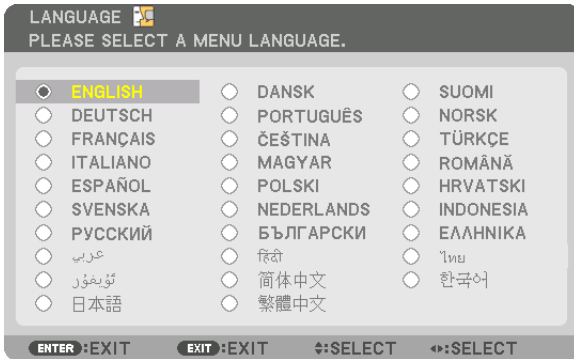 LANGUAGE
PLEASE SELECT A MENU LANGUAGE.
ENGLISH DANSK SUOMI
DEUTSCH PORTUGUÊS NORSK
FRANÇAIS ČEŠTINA TÜRKÇE
ITALIANO MAGYAR ROMÂNĂ
ESPAÑOL POLSKI HRVATSKI
SVENSKA NEDERLANDS INDONESIA
РУССКИЙ БЪЛГАРСКИ ΕΛΛΗΝΙΚΑ
عربي हिंदी ไทย
ئۇيغۇر 简体中文 한국어
日本語 繁體中文
ENTER :EXIT EXIT :EXIT :SELECT :SELECT